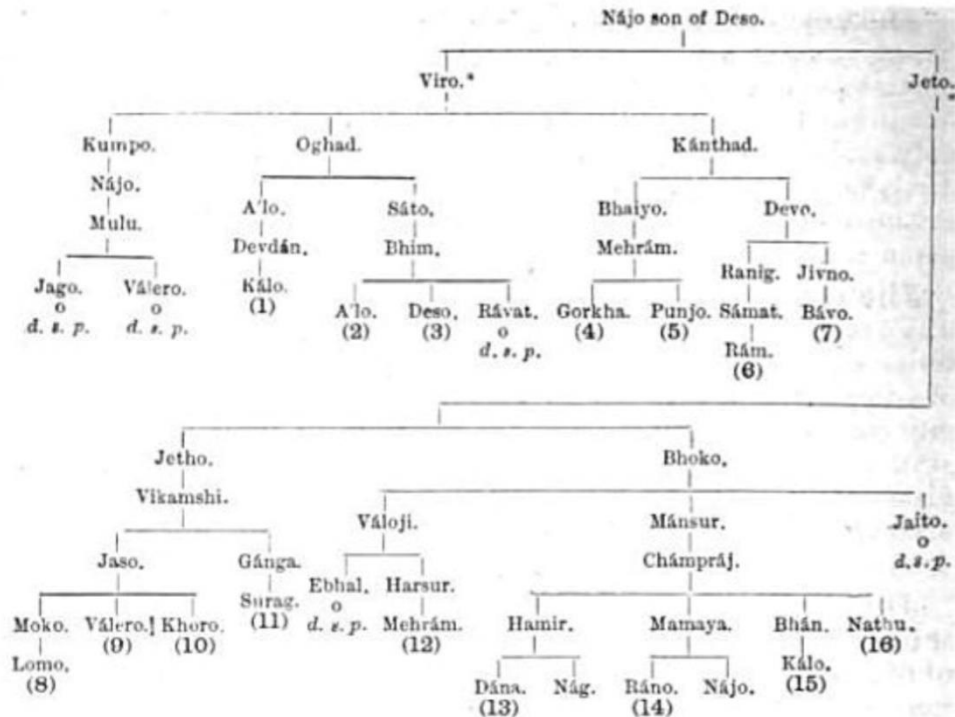 Nájo son of Deso.
Viro.* Jeto.
Kumpo. Oghad. Kánthad.
Nájo.
A'lo. Sáto. Bhaiyo. Devo.
Mulu.
Devdán. Bhim. Mehrám.
Ranig. Jivno.
Jago. Válero. Kálo.
o o (1) A'lo. Deso. Rávat. Gorkha. Punjo. Sámat. Bávo.
d. s. p. d. s. p. (2) (3) o (4) (5) (7)
d. s. p. Rám.
(6)
Jetho. Bhoko.
Vikamshi.
Váloji. Mánsur. Jaito.
o
Jaso. Gánga. Chámpráj. d. s. p.
Ebhal. Harsur.
Surag. o
Moko. Válero.! Khoro. (11) d. s. p. Mehrám. Hamir. Mamaya. Bhán. Nathu.
(9) (10) (12) (16)
Lomo. Kálo.
(8) Dána. Nág. Ráno. Nájo. (15)
(13) (14)